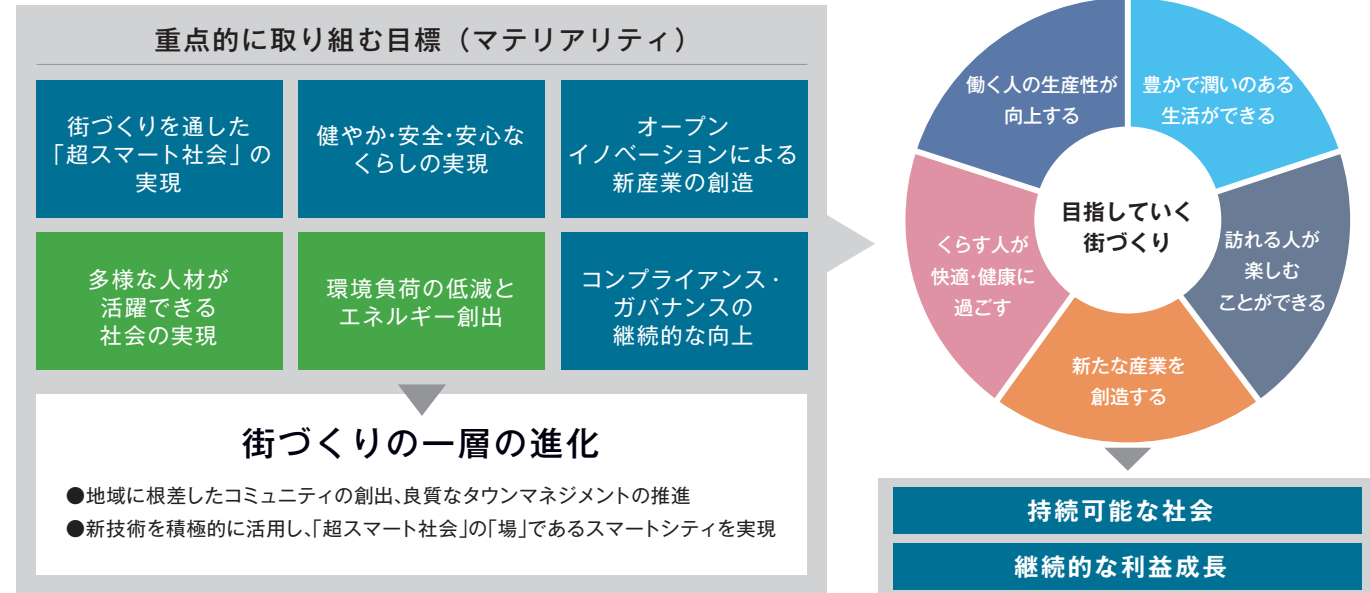 重点的に取り組む目標（マテリアリティ）
街づくりを通した
「超スマート社会」の
実現
健やか・安全・安心な
くらしの実現
オープン
イノベーションによる
新産業の創造
多様な人材が
活躍できる
社会の実現
環境負荷の低減と
エネルギー創出
コンプライアンス・
ガバナンスの
継続的な向上
街づくりの一層の進化
●地域に根差したコミュニティの創出、良質なタウンマネジメントの推進
●新技術を積極的に活用し、「超スマート社会」の「場」であるスマートシティを実現
働く人の生産性が
向上する
豊かで潤いのある
生活ができる
目指していく
街づくり
くらす人が
快適・健康に
過ごす
訪れる人が
楽しむ
ことができる
新たな産業を
創造する
持続可能な社会
継続的な利益成長